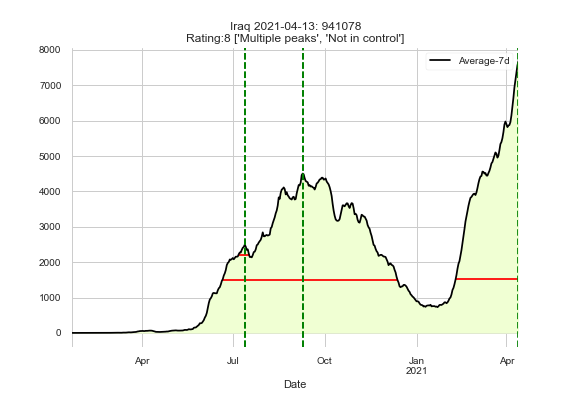 Iraq 2021-04-13: 941078
Rating:8 ['Multiple peaks', 'Not in control']
Average-7d
8000
7000
6000
5000
4000
3000
2000
1000
0
Apr
Jul
Oct
Jan
2021
Apr
Date